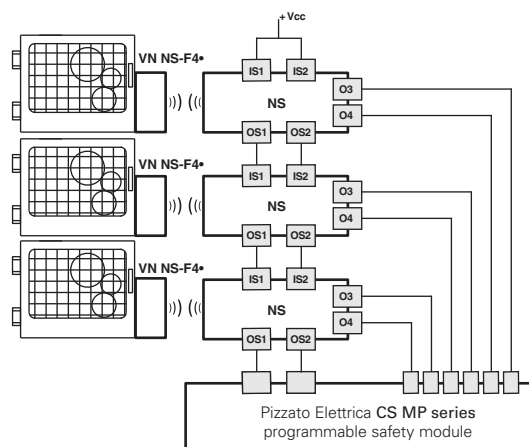 + Vcc
VN NS-F4•
IS1 IS2
NS
O3
O4
OS1 OS2
VN NS-F4•
IS1 IS2
NS
O3
O4
OS1 OS2
VN NS-F4•
IS1 IS2
NS
O3
O4
OS1 OS2
Pizzato Elettrica CS MP series
programmable safety module